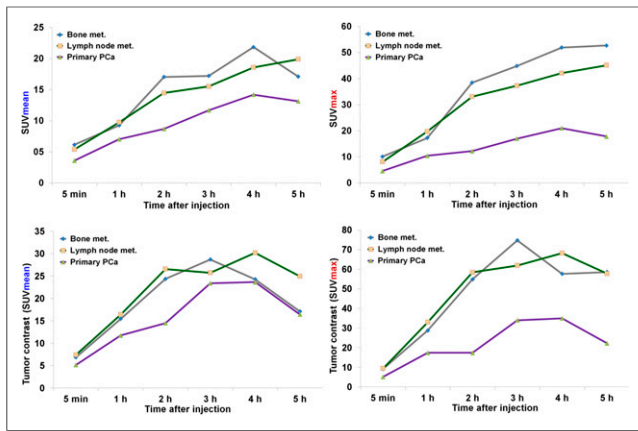 Bone met.
Lymph node met.
Primary PCa
SUVmean
25
20
15
10
5
0
5 min 1 h 2 h 3 h 4 h 5 h
Time after injection
Bone met.
Lymph node met.
Primary PCa
SUVmax
60
50
40
30
20
10
0
5 min 1 h 2 h 3 h 4 h 5 h
Time after injection
Bone met.
Lymph node met.
Primary PCa
Tumor contrast (SUVmean)
35
30
25
20
15
10
5
0
5 min 1 h 2 h 3 h 4 h 5 h
Time after injection
Bone met.
Lymph node met.
Primary PCa
Tumor contrast (SUVmax)
80
70
60
50
40
30
20
10
0
5 min 1 h 2 h 3 h 4 h 5 h
Time after injection